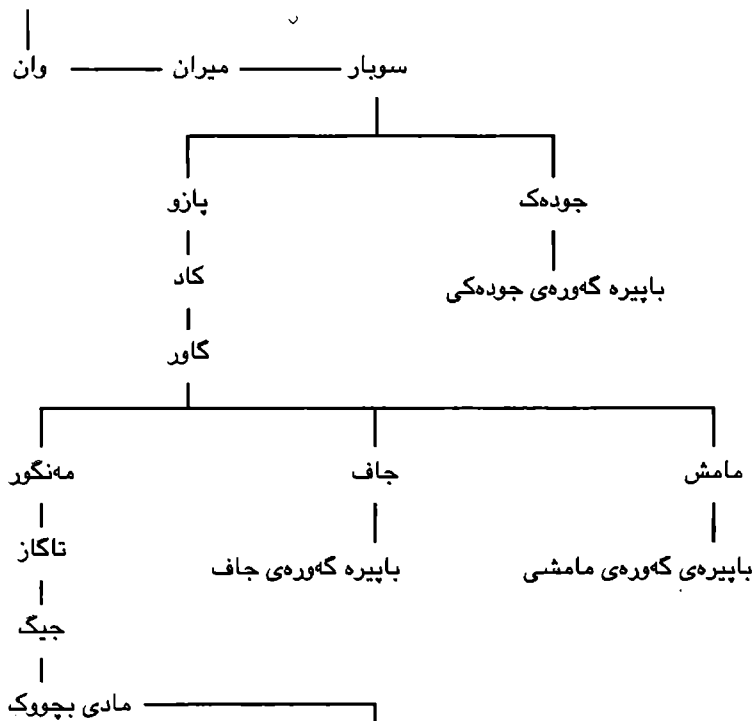 سوبار میران وان
جودەک پازو
کاد
باپیرە گەورەی جودەکی
گاور
مامش جاف مەنگور
تاگاز
باپیرەی گەورەی مامشی باپیرە گەورەی جاف
جیگ
مادی بچووک